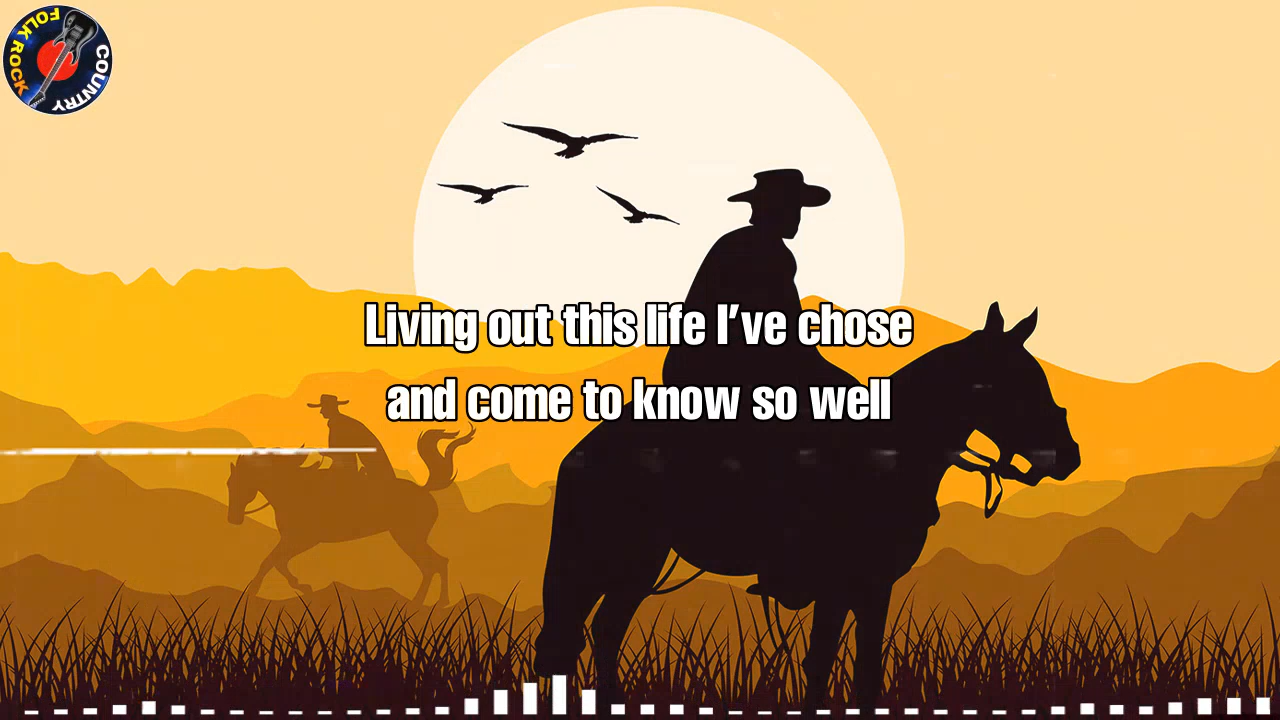 FOLK ROCK
COUNTRY
Living out this life I've chose
and come to know so well